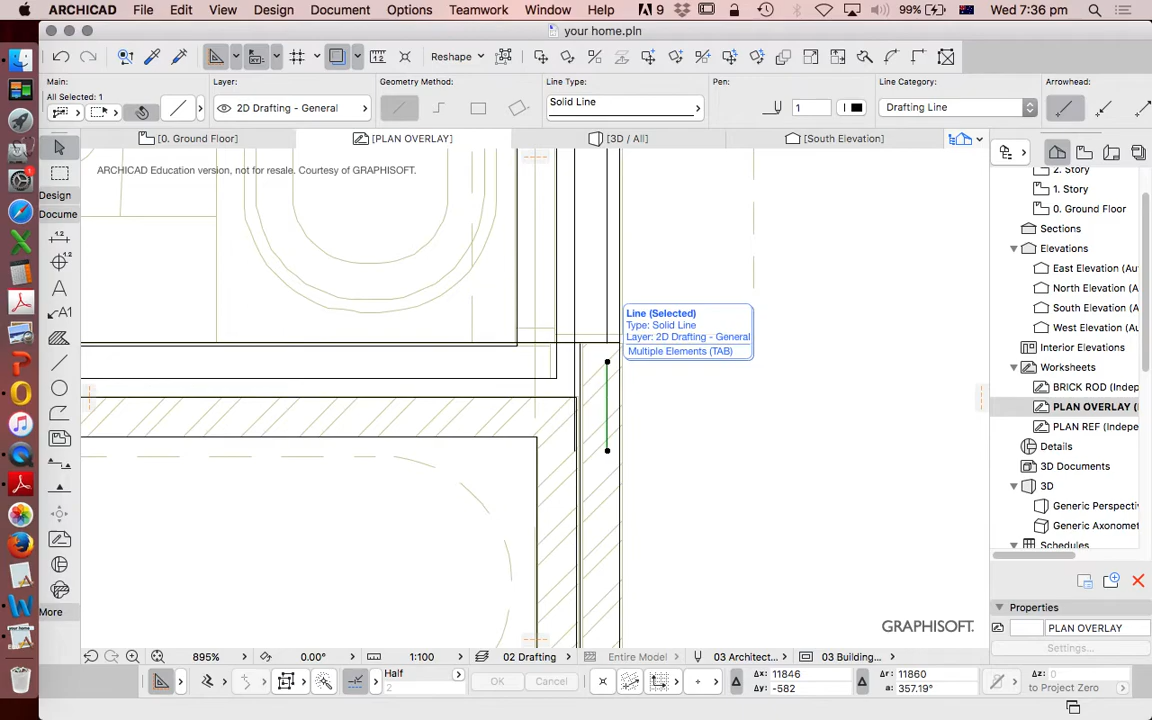 ARCHICAD File Edit View Design Document Options Teamwork Window Help 9 99% Wed 7:36 pm
your home.pln
Reshape
Main: Layer: Geometry Method: Line Type: Pen: Line Category: Arrowhead:
All Selected: 1
2D Drafting - General
Solid Line
1
Drafting Line
[0. Ground Floor] [PLAN OVERLAY] [3D / All] [South Elevation]
ARCHICAD Education version, not for resale. Courtesy of GRAPHISOFT.
Design
Docume
More
Line (Selected)
Type: Solid Line
Layer: 2D Drafting - General
Multiple Elements (TAB)
2. Story
1. Story
0. Ground Floor
Sections
Elevations
East Elevation (Au
North Elevation (A
South Elevation (A
West Elevation (Au
Interior Elevations
Worksheets
BRICK ROD (Indep
PLAN OVERLAY (
PLAN REF (Indepe
Details
3D Documents
3D
Generic Perspecti
Generic Axonomet
Schedules
Properties
PLAN OVERLAY
Settings...
GRAPHISOFT.
895% 0.00° 1:100 02 Drafting Entire Model 03 Architect... 03 Building...
Half
2
OK Cancel
Δx: 11846
Δy: -582
Δr: 11860
a: 357.19°
Δz: 0
to Project Zero